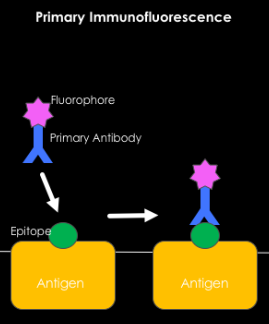 Primary Immunofluorescence
Fluorophore
Primary Antibody
Epitope
Antigen
Antigen